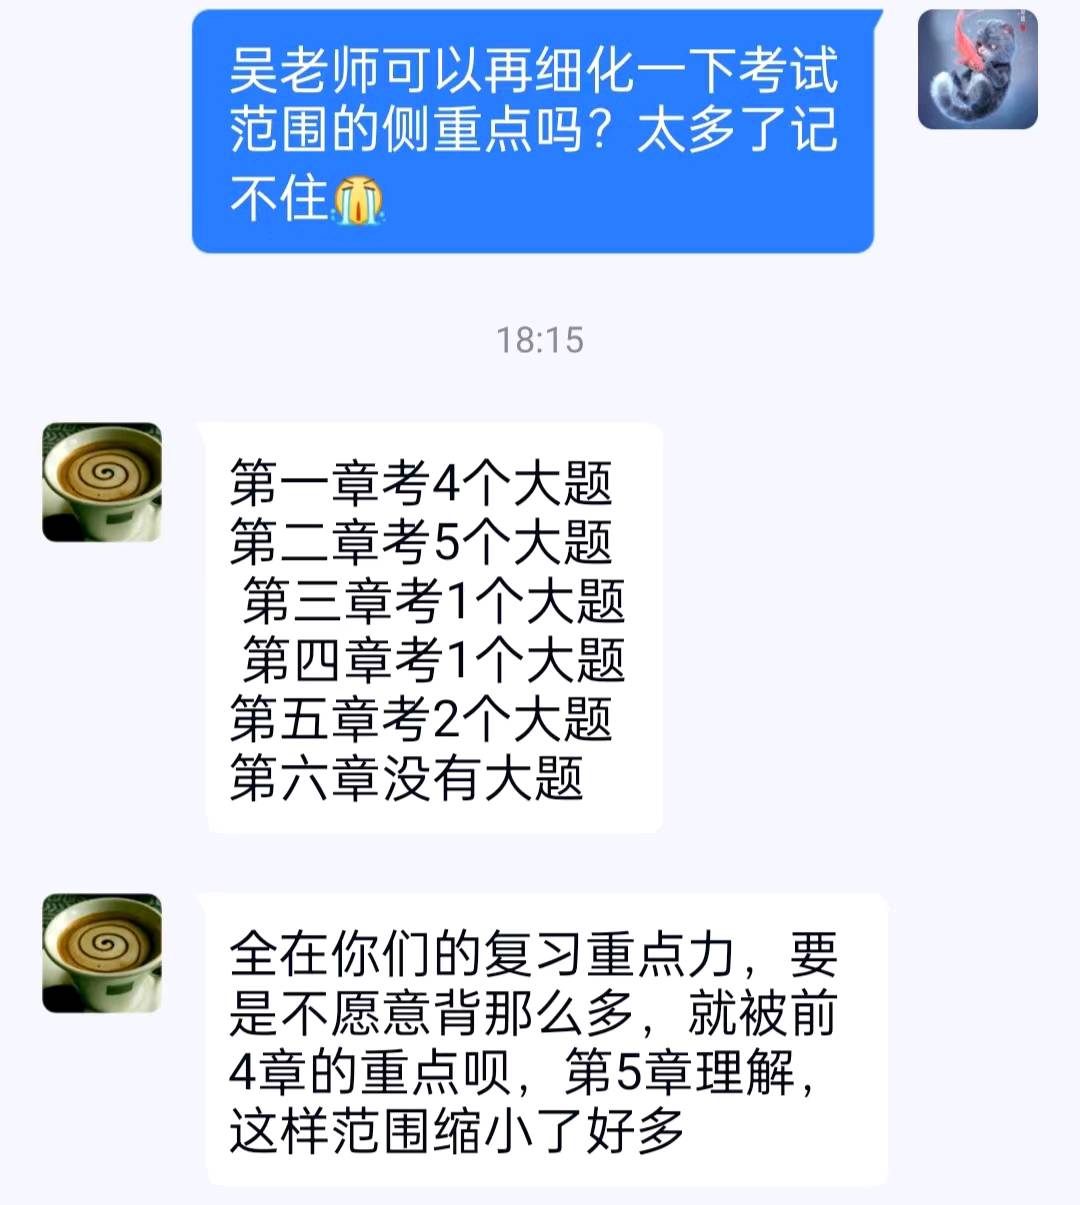 吴老师可以再细化一下考试
范围的侧重点吗？太多了记
不住😭
18:15
第一章考4个大题
第二章考5个大题
第三章考1个大题
第四章考1个大题
第五章考2个大题
第六章没有大题
全在你们的复习重点力，要
是不愿意背那么多，就被前
4章的重点呗，第5章理解，
这样范围缩小了好多